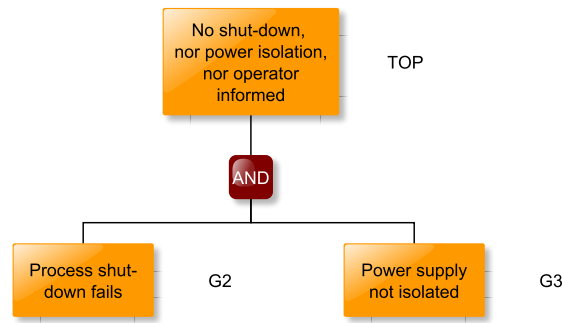 No shut-down,
nor power isolation,
nor operator
informed
TOP
AND
Process shut-
down fails
G2
Power supply
not isolated
G3